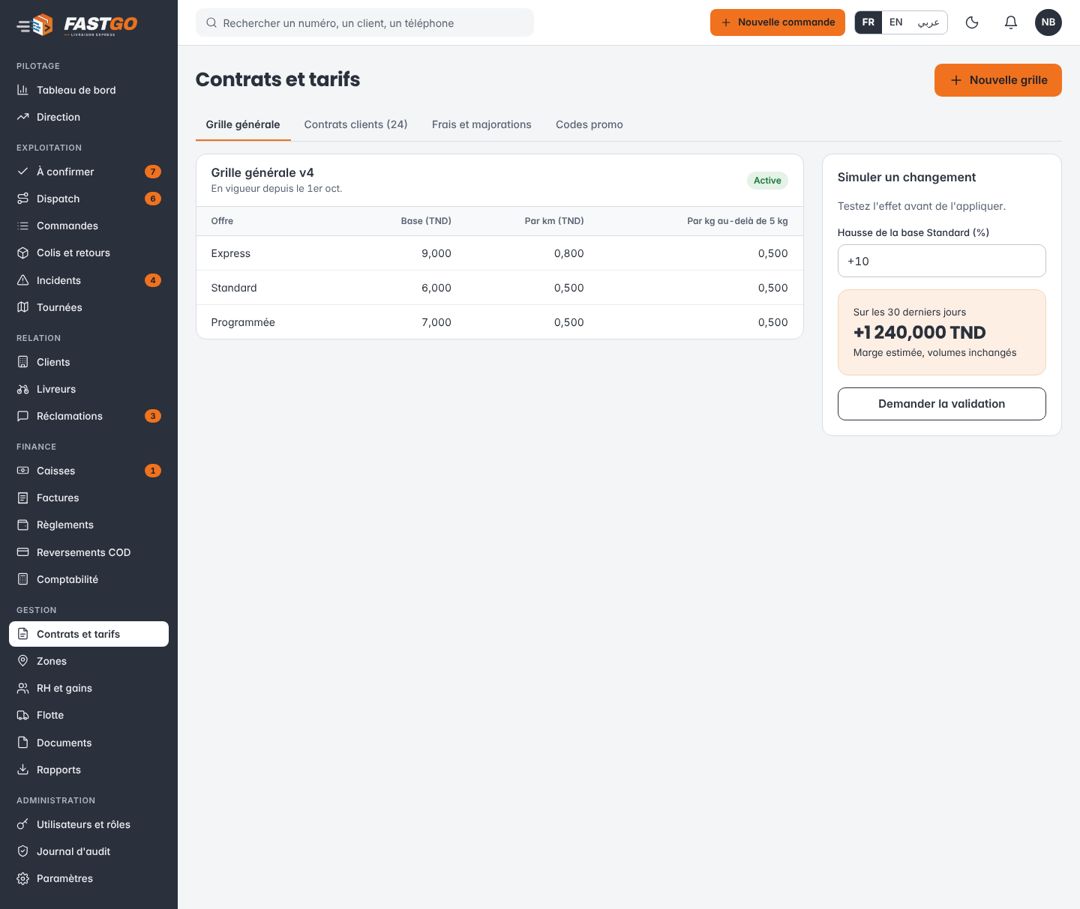 FASTGO
LIVRAISON EXPRESS
Rechercher un numéro, un client, un téléphone
Nouvelle commande
FR EN عربي
NB
PILOTAGE
Tableau de bord
Direction
EXPLOITATION
À confirmer 7
Dispatch 6
Commandes
Colis et retours
Incidents 4
Tournées
RELATION
Clients
Livreurs
Réclamations 3
FINANCE
Caisses 1
Factures
Règlements
Reversements COD
Comptabilité
GESTION
Contrats et tarifs
Zones
RH et gains
Flotte
Documents
Rapports
ADMINISTRATION
Utilisateurs et rôles
Journal d'audit
Paramètres
Contrats et tarifs
Nouvelle grille
Grille générale Contrats clients (24) Frais et majorations Codes promo
Grille générale v4
En vigueur depuis le 1er oct.
Active
Offre Base (TND) Par km (TND) Par kg au-delà de 5 kg
Express 9,000 0,800 0,500
Standard 6,000 0,500 0,500
Programmée 7,000 0,500 0,500
Simuler un changement
Testez l'effet avant de l'appliquer.
Hausse de la base Standard (%)
+10
Sur les 30 derniers jours
+1 240,000 TND
Marge estimée, volumes inchangés
Demander la validation